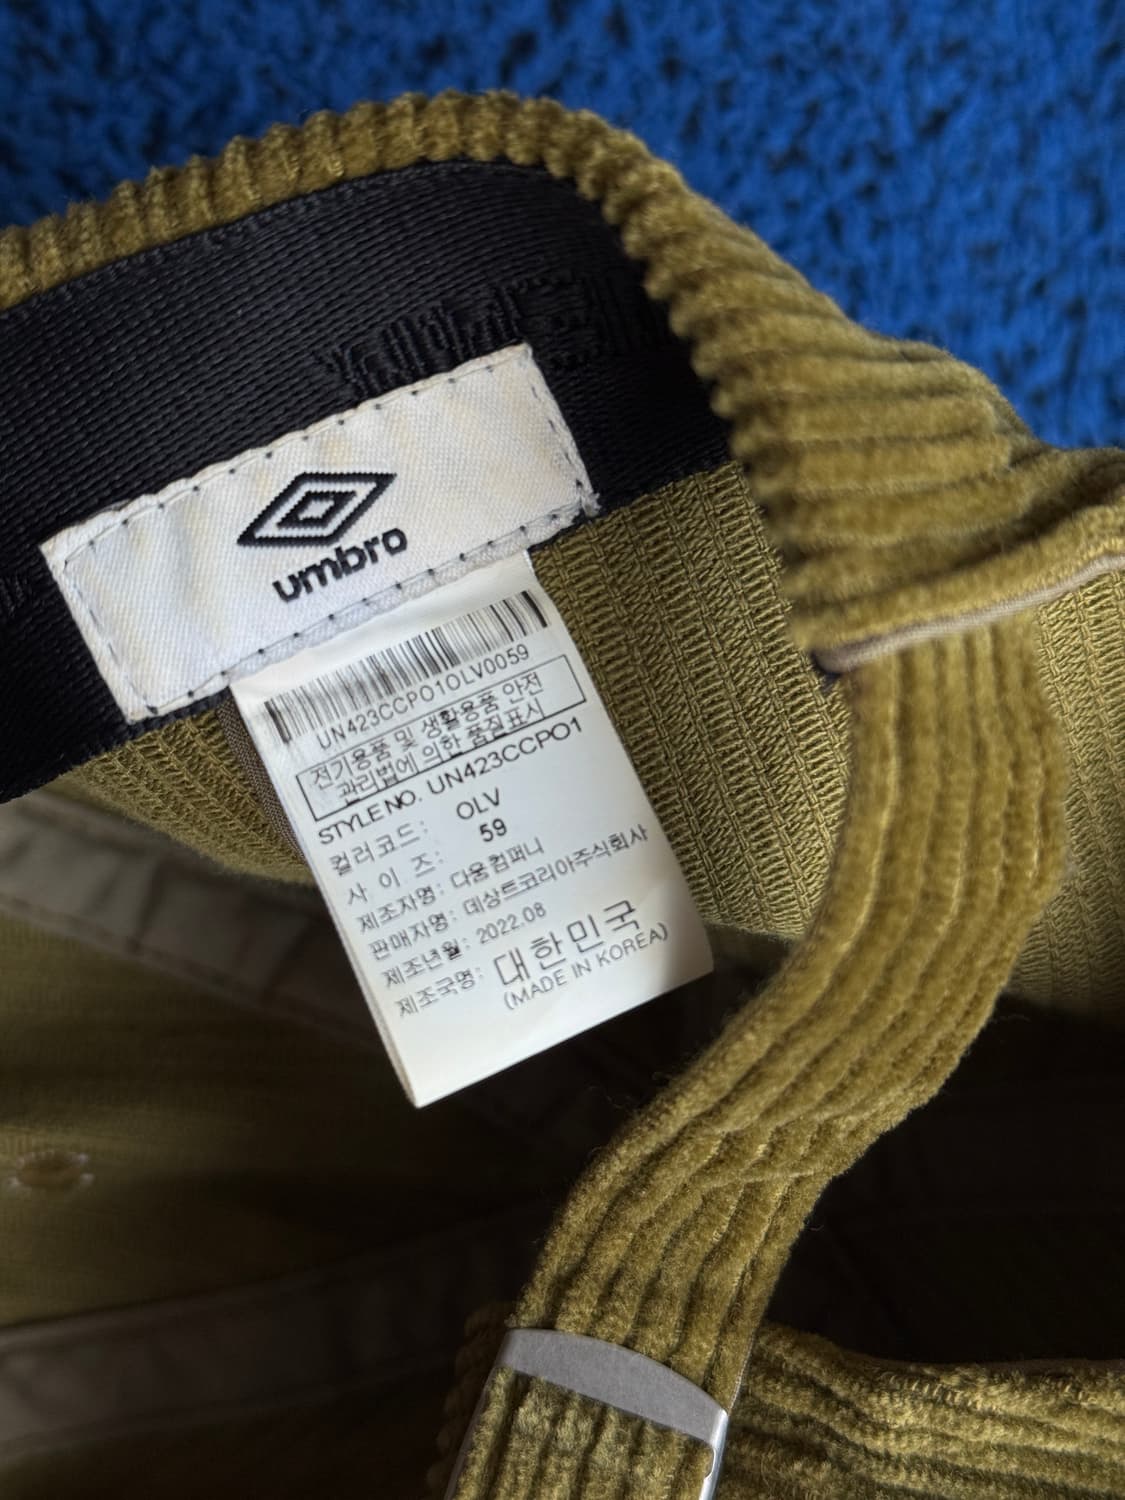 umbro
UN423CCPO1OLV0059
전기용품 및 생활용품 안전
관리법에 의한 품질표시
STYLE NO. UN423CCPO1
컬러코드: OLV
사 이 즈: 59
제조자명: 다움컴퍼니
판매자명: 데상트코리아주식회사
제조년월: 2022.08
제조국명: 대한민국
(MADE IN KOREA)